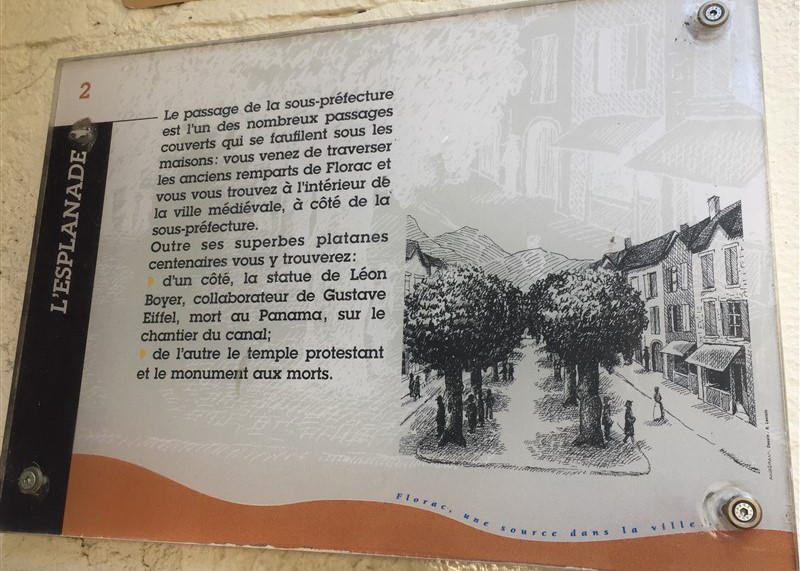 2
L'ESPLANADE
Le passage de la sous-préfecture
est l'un des nombreux passages
couverts qui se faufilent sous les
maisons: vous venez de traverser
les anciens remparts de Florac et
vous vous trouvez à l'intérieur de
la ville médiévale, à côté de la
sous-préfecture.
Outre ses superbes platanes
centenaires vous y trouverez:
d'un côté, la statue de Léon
Boyer, collaborateur de Gustave
Eiffel, mort au Panama, sur le
chantier du canal;
de l'autre le temple protestant
et le monument aux morts.
Florac, une source dans la ville